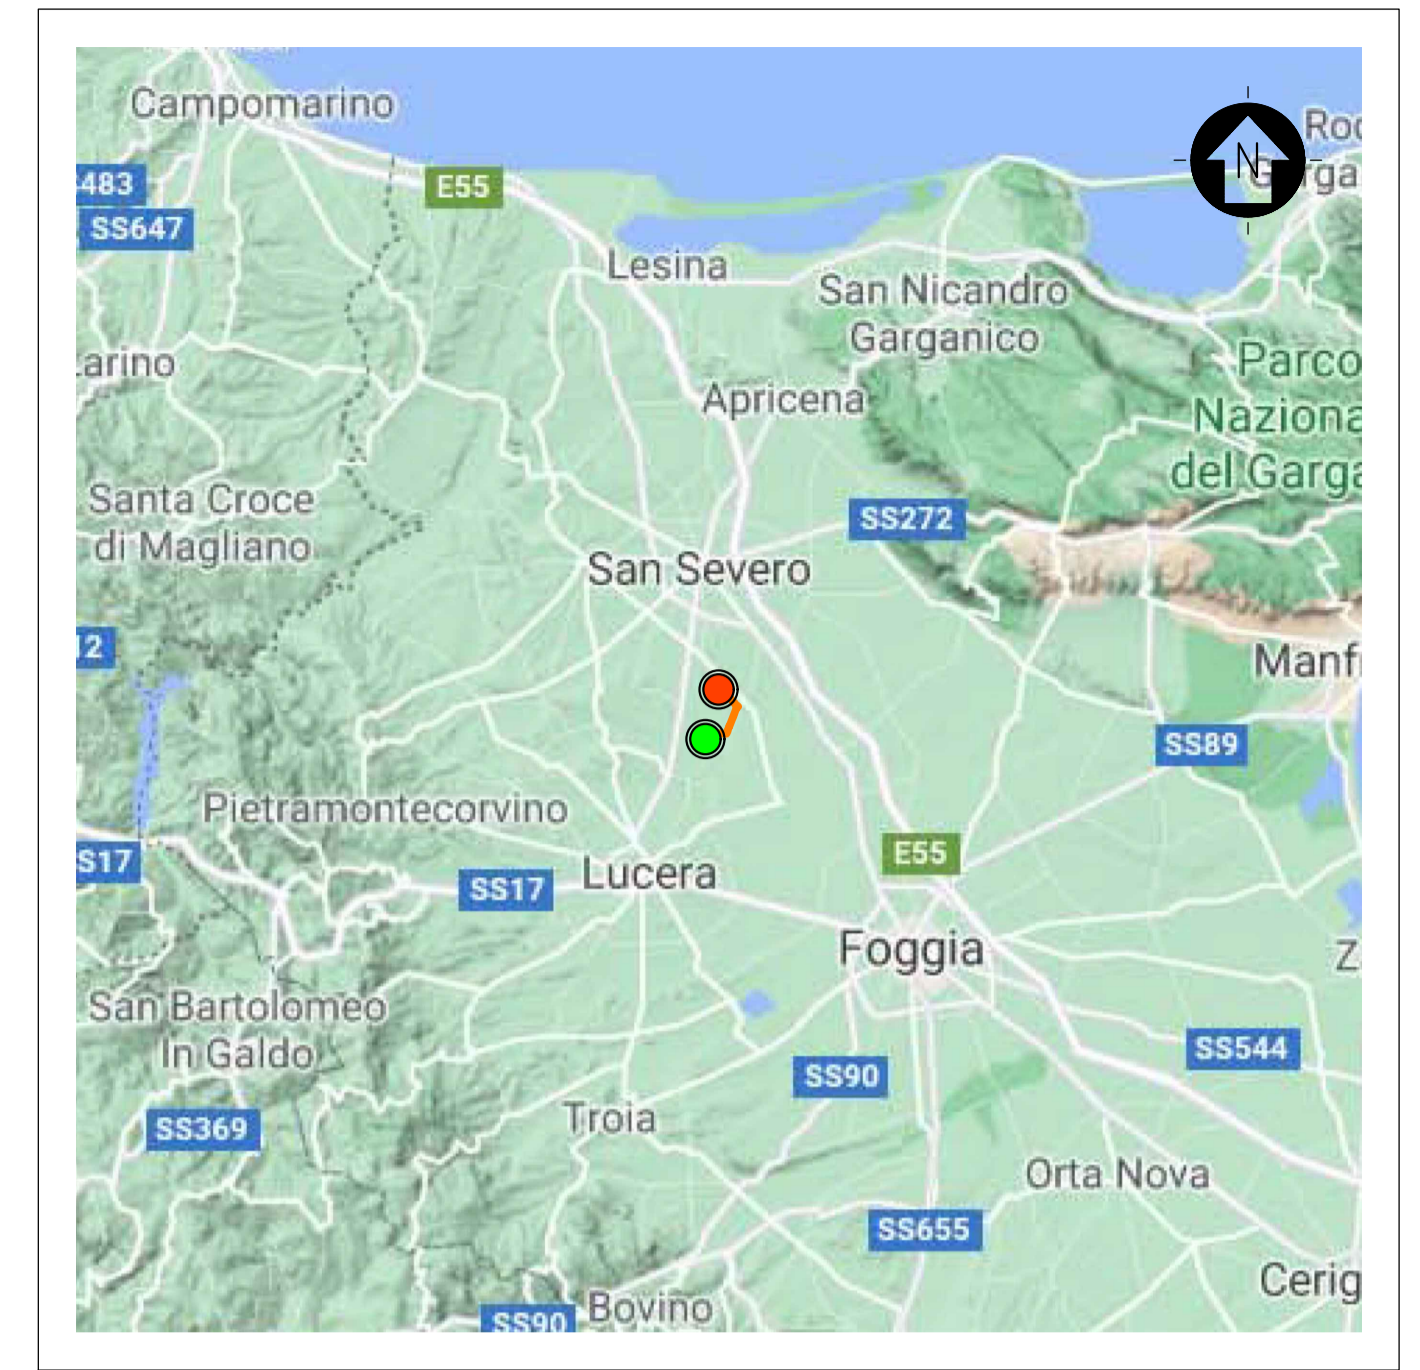 Campomarino
N
483
E55
SS647
Lesina
San Nicandro
Garganico
Parco
arino
Apricena
Naziona
del Garga
Santa Croce
di Magliano
SS272
San Severo
12
Manf
SS89
Pietramontecorvino
E55
S17
SS17
Lucera
Foggia
Z
San Bartolomeo
In Galdo
SS544
SS90
SS369
Troia
Orta Nova
SS655
Cerig
SS90
Bovino